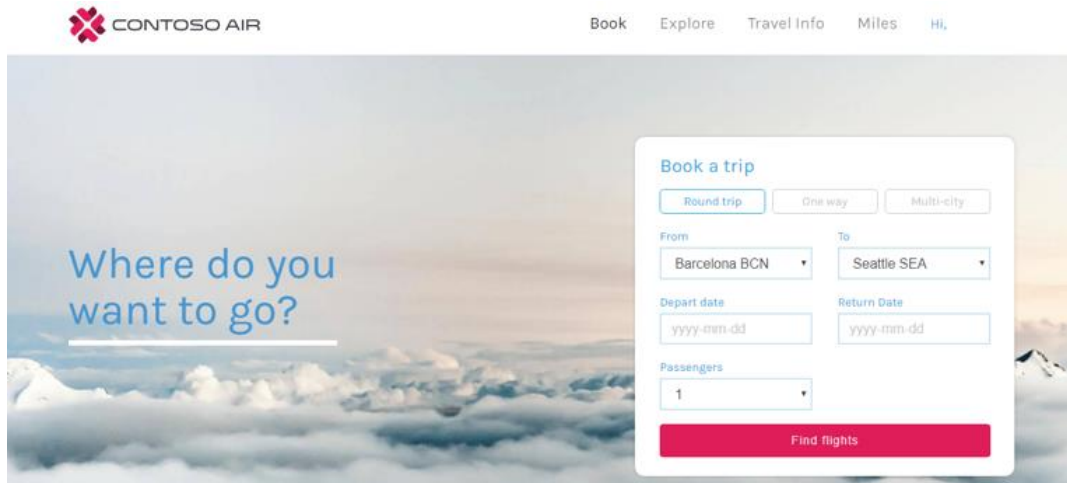 CONTOSO AIR
Book Explore Travel Info Miles Hi,
Where do you
want to go?
Book a trip
Round trip One way Multi-city
From To
Barcelona BCN Seattle SEA
Depart date Return Date
yyyy-mm-dd yyyy-mm-dd
Passengers
1
Find flights